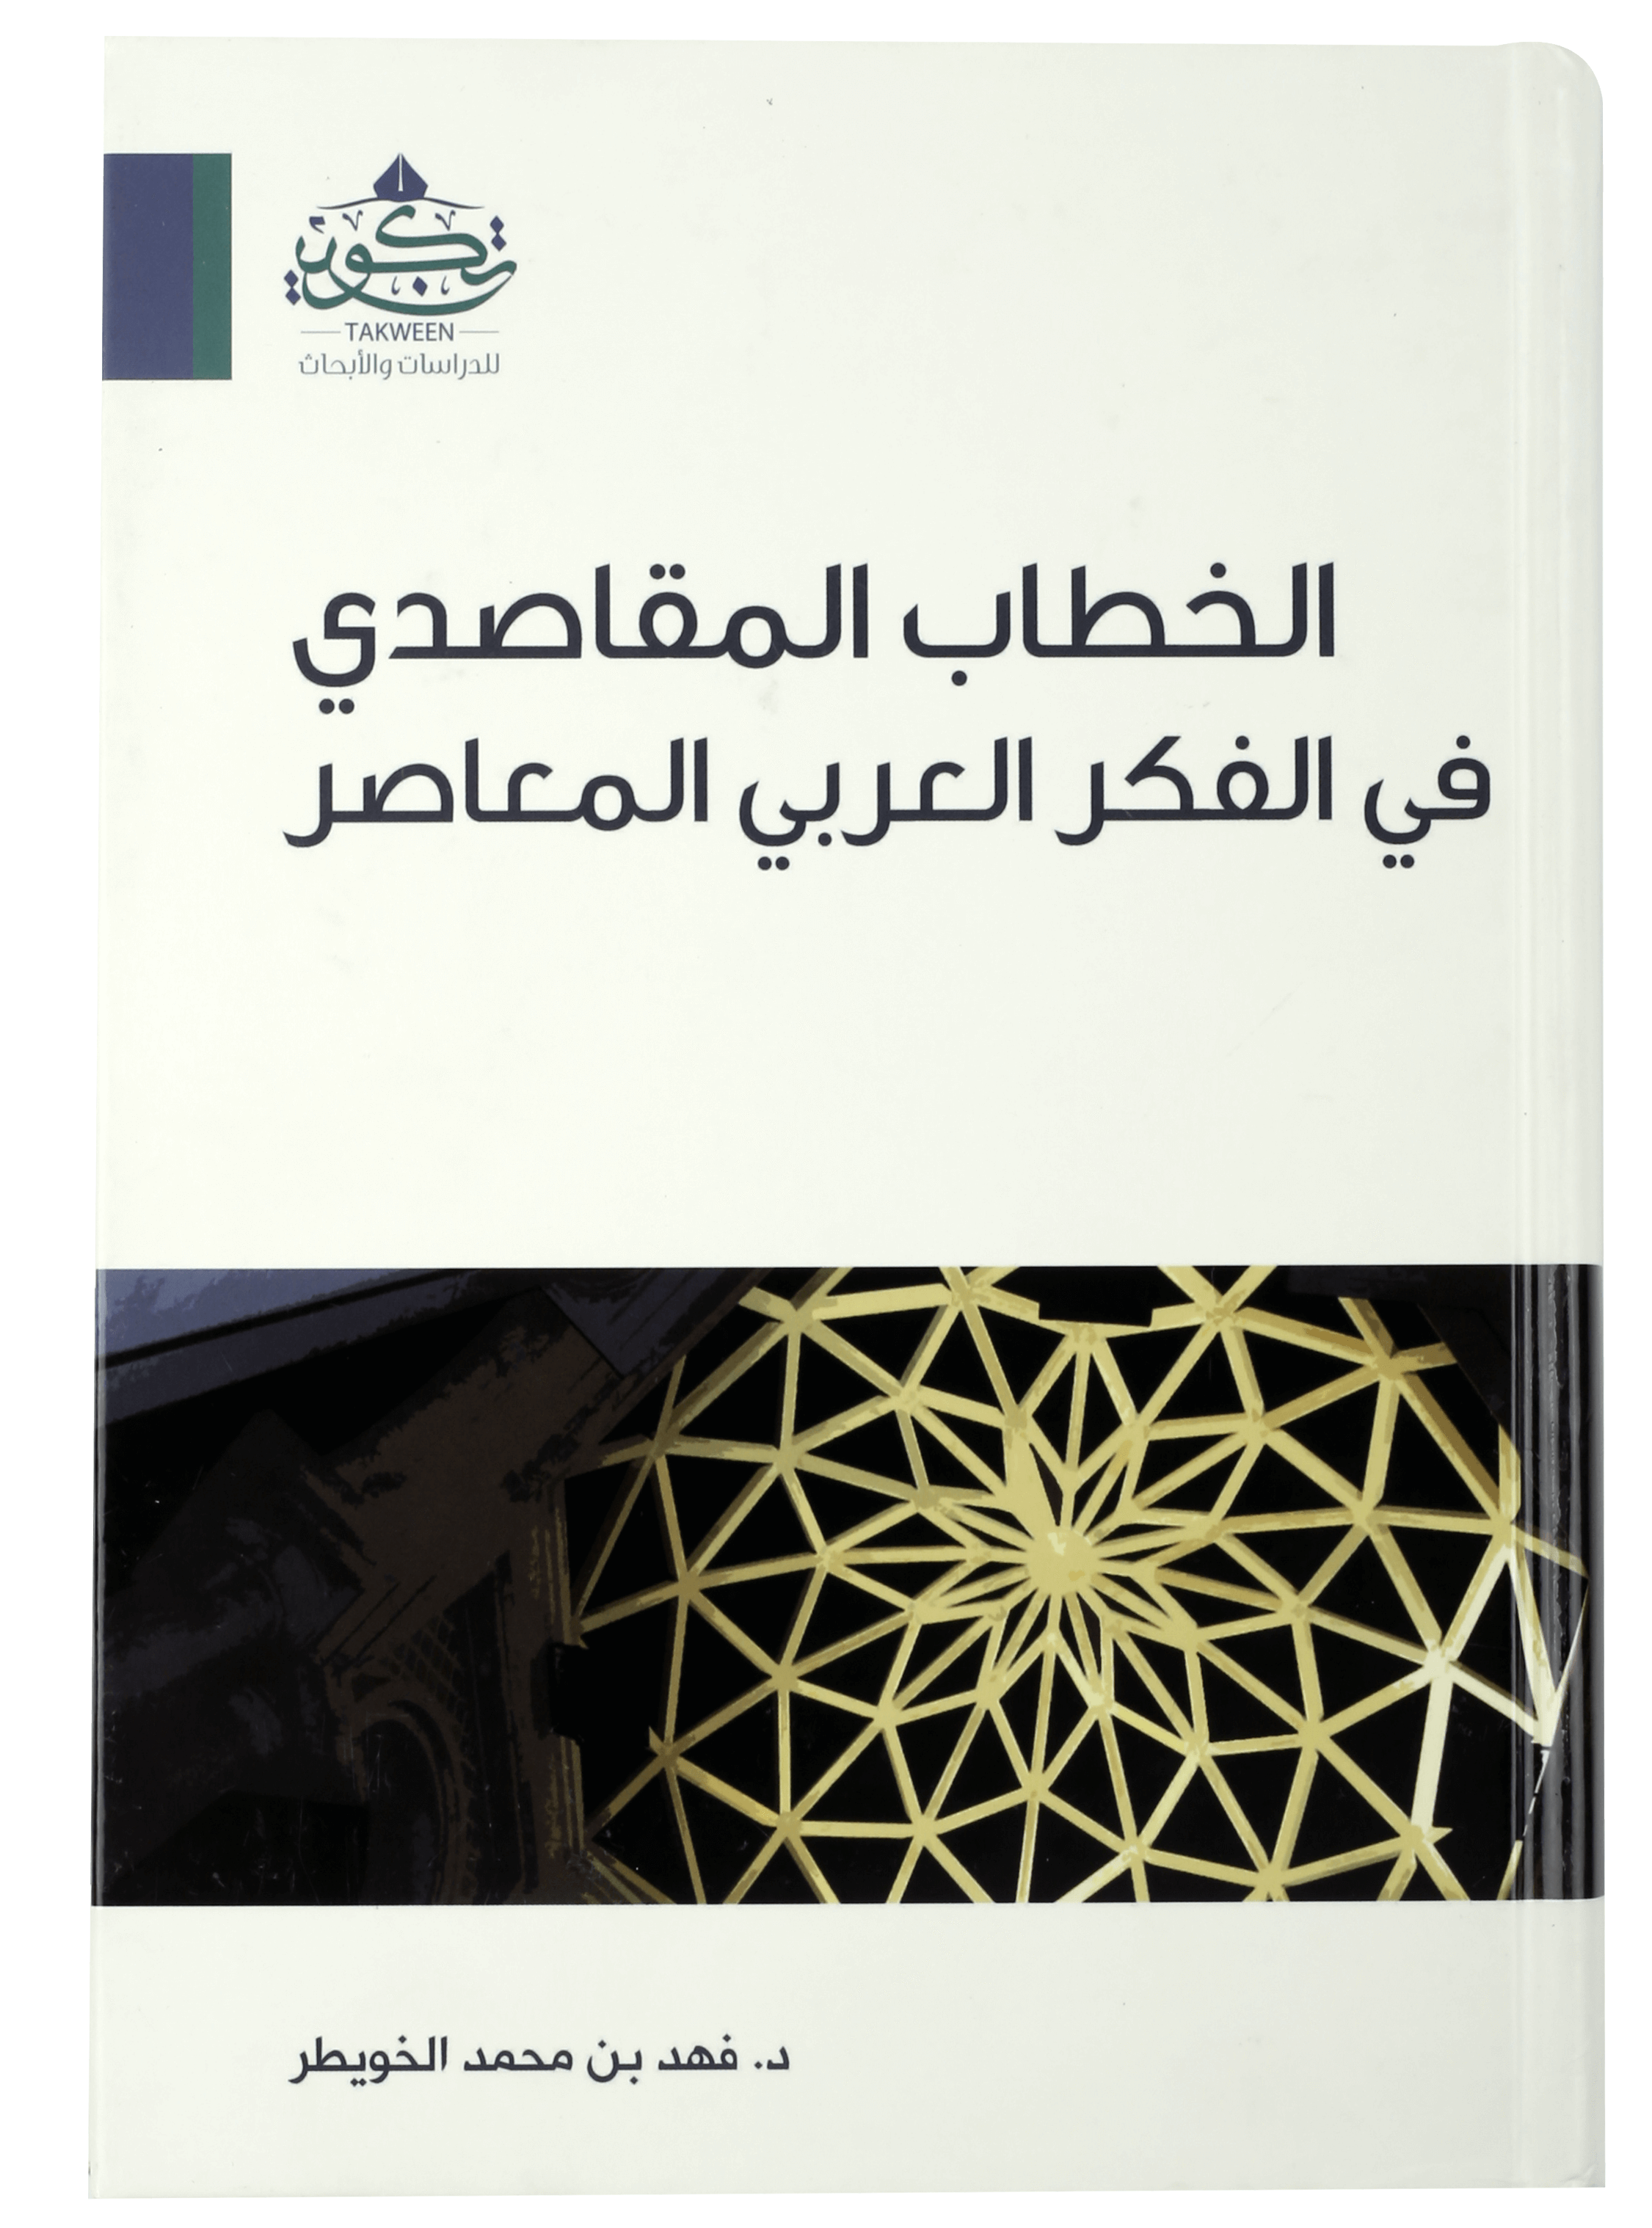 تكوين
TAKWEEN
للدراسات والأبحاث
الخطاب المقاصدي
في الفكر العربي المعاصر
د. فهد بن محمد الخويطر